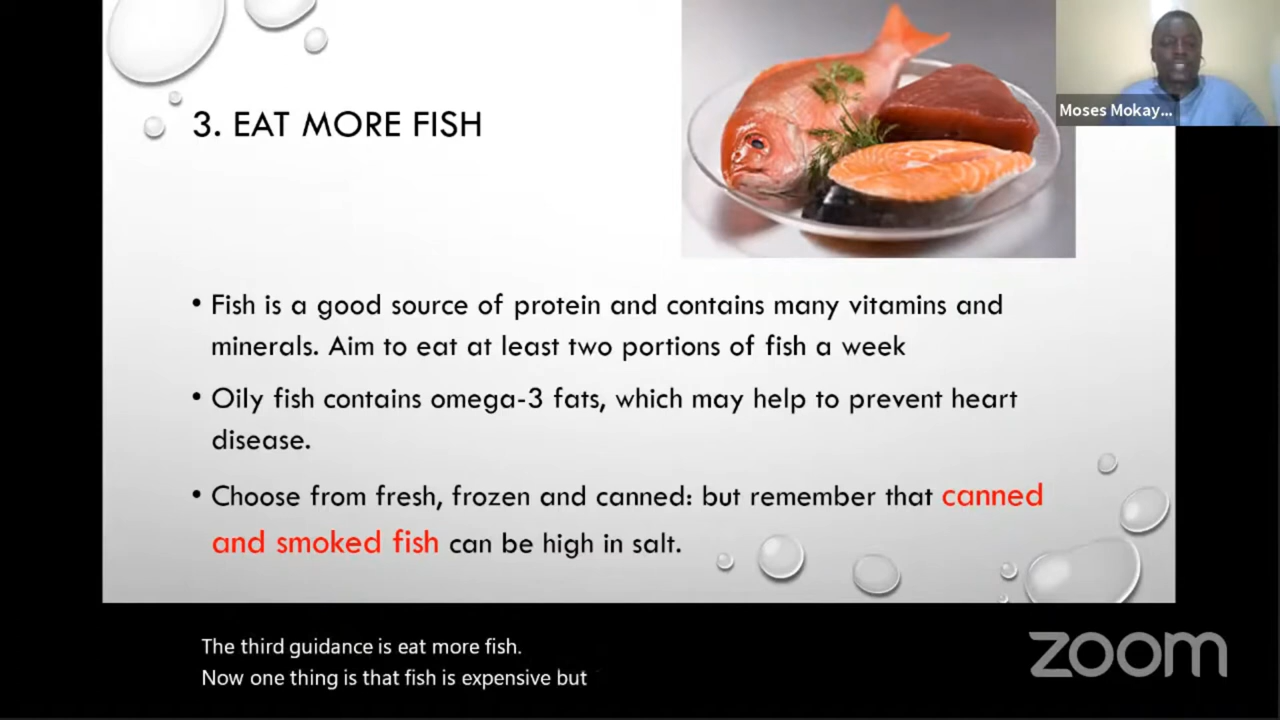 Moses Mokay...
3. EAT MORE FISH
• Fish is a good source of protein and contains many vitamins and
minerals. Aim to eat at least two portions of fish a week
• Oily fish contains omega-3 fats, which may help to prevent heart
disease.
• Choose from fresh, frozen and canned: but remember that canned
and smoked fish can be high in salt.
The third guidance is eat more fish.
Now one thing is that fish is expensive but
zoom